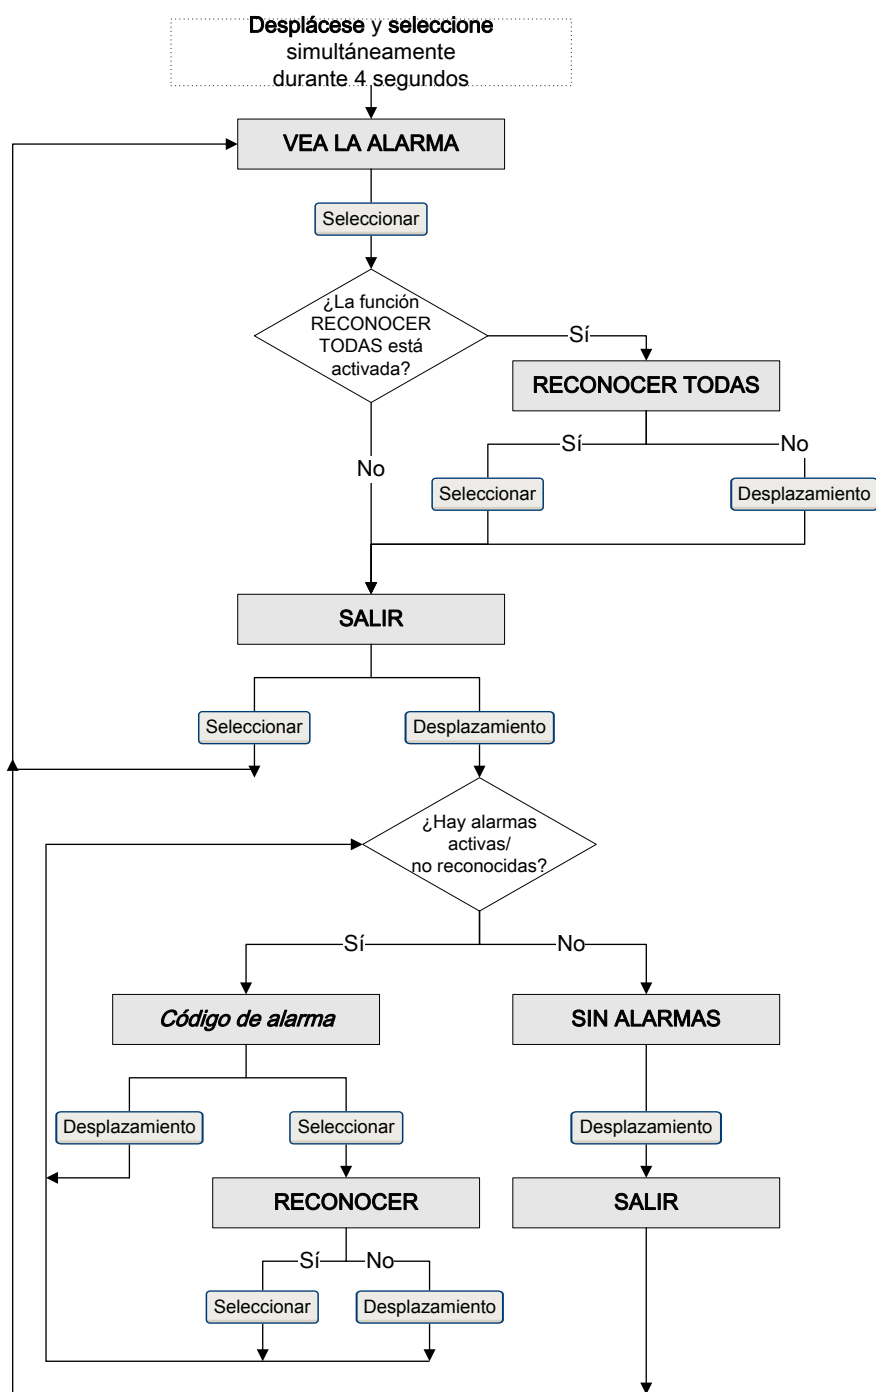 Desplácese y seleccione
simultáneamente
durante 4 segundos
VEA LA ALARMA
Seleccionar
¿La función
RECONOCER
TODAS está
activada?
Sí
RECONOCER TODAS
Sí
No
No
Seleccionar
Desplazamiento
SALIR
Seleccionar
Desplazamiento
¿Hay alarmas
activas/
no reconocidas?
Sí
No
Código de alarma
SIN ALARMAS
Desplazamiento
Seleccionar
Desplazamiento
RECONOCER
SALIR
Sí
No
Seleccionar
Desplazamiento